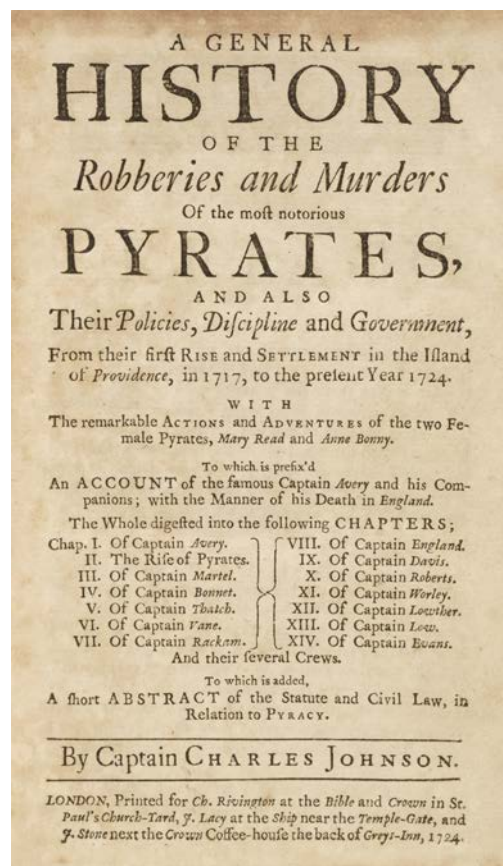 A GENERAL
HISTORY
OF THE
Robberies and Murders
Of the moſt notorious
PYRATES,
AND ALSO
Their Policies, Diſcipline and Government,
From their firſt RISE and SETTLEMENT in the Iſland
of Providence, in 1717, to the preſent Year 1724.
WITH
The remarkable ACTIONS and ADVENTURES of the two Fe-
male Pyrates, Mary Read and Anne Bonny.
To which is prefix'd
An ACCOUNT of the famous Captain Avery and his Com-
panions; with the Manner of his Death in England.
The Whole digeſted into the following CHAPTERS;
Chap. I. Of Captain Avery.
II. The Riſe of Pyrates.
III. Of Captain Martel.
IV. Of Captain Bonnet.
V. Of Captain Thatch.
VI. Of Captain Vane.
VII. Of Captain Rackam.
VIII. Of Captain England.
IX. Of Captain Davis.
X. Of Captain Roberts.
XI. Of Captain Worley.
XII. Of Captain Lowther.
XIII. Of Captain Low.
XIV. Of Captain Evans.
And their ſeveral Crews.
To which is added,
A ſhort ABSTRACT of the Statute and Civil Law, in
Relation to PYRACY.
By Captain CHARLES JOHNSON.
LONDON, Printed for Ch. Rivington at the Bible and Crown in St.
Paul's Church-Yard, J. Lacy at the Ship near the Temple-Gate, and
J. Stone next the Crown Coffee-houſe the back of Greys-Inn, 1724.